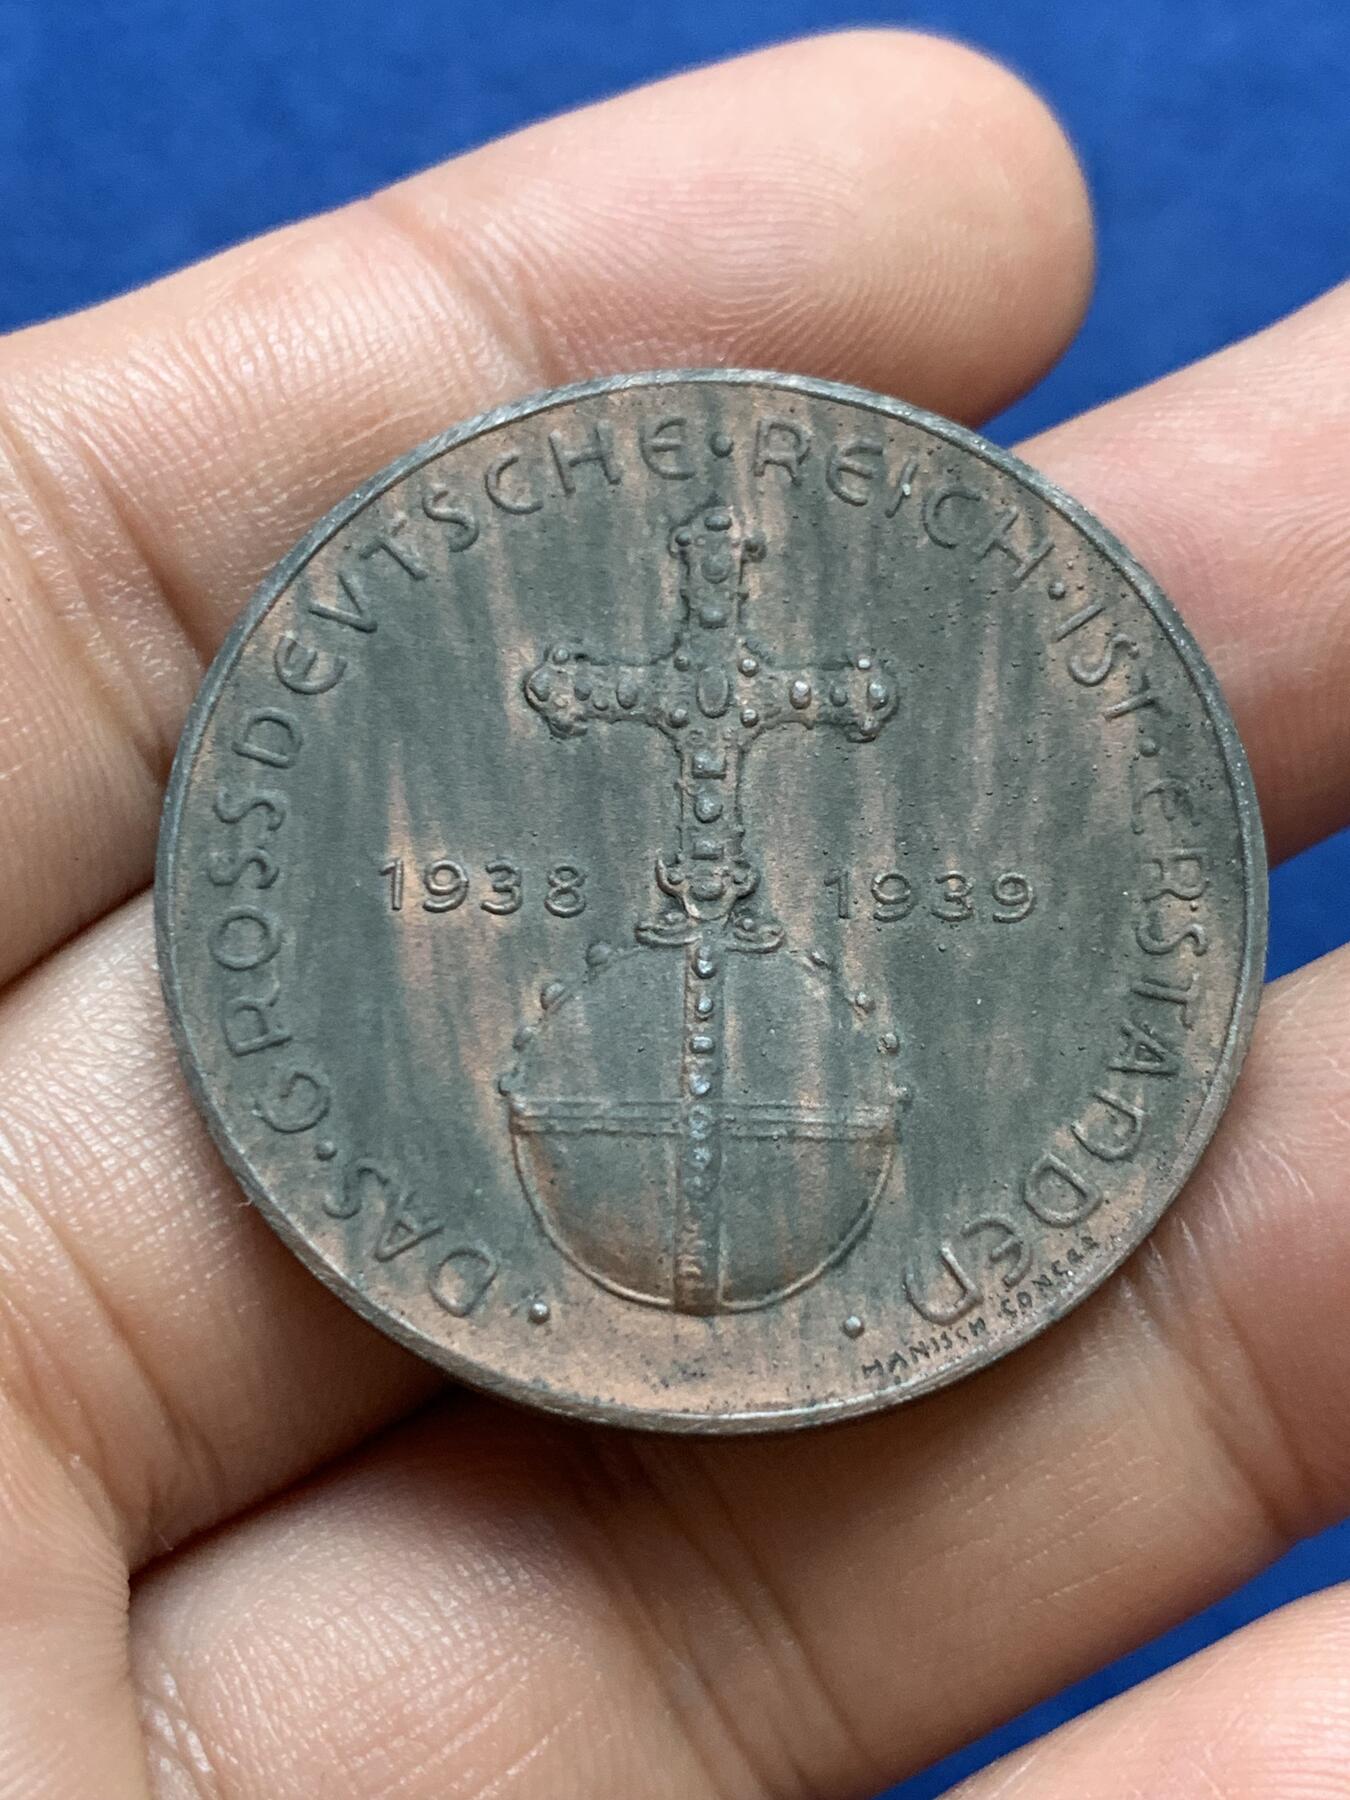 ·DAS·GROSSDEVTSCHE·REICH·IST·ERSTANDEN·
1938 1939
HANISCH CONCEE